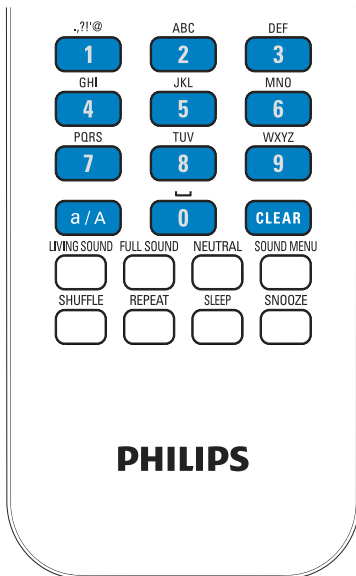 .,?!'@ ABC DEF
1 2 3
GHI JKL MNO
4 5 6
PQRS TUV WXYZ
7 8 9
a/A 0 CLEAR
LIVING SOUND FULL SOUND NEUTRAL SOUND MENU
SHUFFLE REPEAT SLEEP SNOOZE
PHILIPS